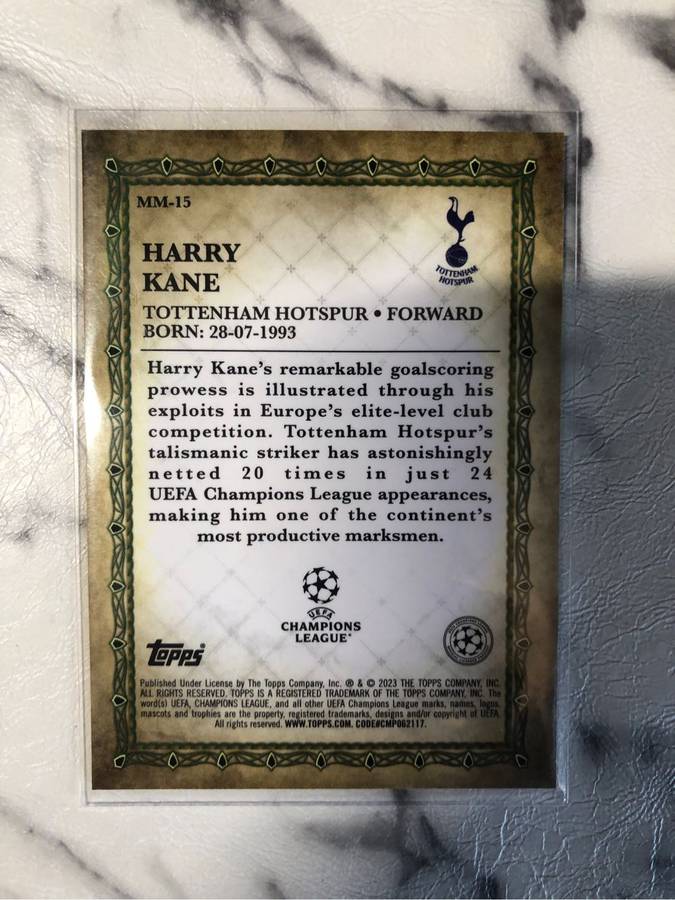 MM-15
TOTTENHAM
HOTSPUR
HARRY
KANE
TOTTENHAM HOTSPUR • FORWARD
BORN: 28-07-1993
Harry Kane's remarkable goalscoring
prowess is illustrated through his
exploits in Europe's elite-level club
competition. Tottenham Hotspur's
talismanic striker has astonishingly
netted 20 times in just 24
UEFA Champions League appearances,
making him one of the continent's
most productive marksmen.
UEFA
CHAMPIONS
LEAGUE®
Topps®
Published Under License by The Topps Company, Inc. ® & © 2023 THE TOPPS COMPANY, INC.
ALL RIGHTS RESERVED. TOPPS IS A REGISTERED TRADEMARK OF THE TOPPS COMPANY, INC. The
word(s) UEFA, CHAMPIONS LEAGUE, and all other UEFA Champions League marks, names, logos,
mascots and trophies are the property, registered trademarks, designs and/or copyright of UEFA.
All rights reserved. WWW.TOPPS.COM. CODE#CMP062117.